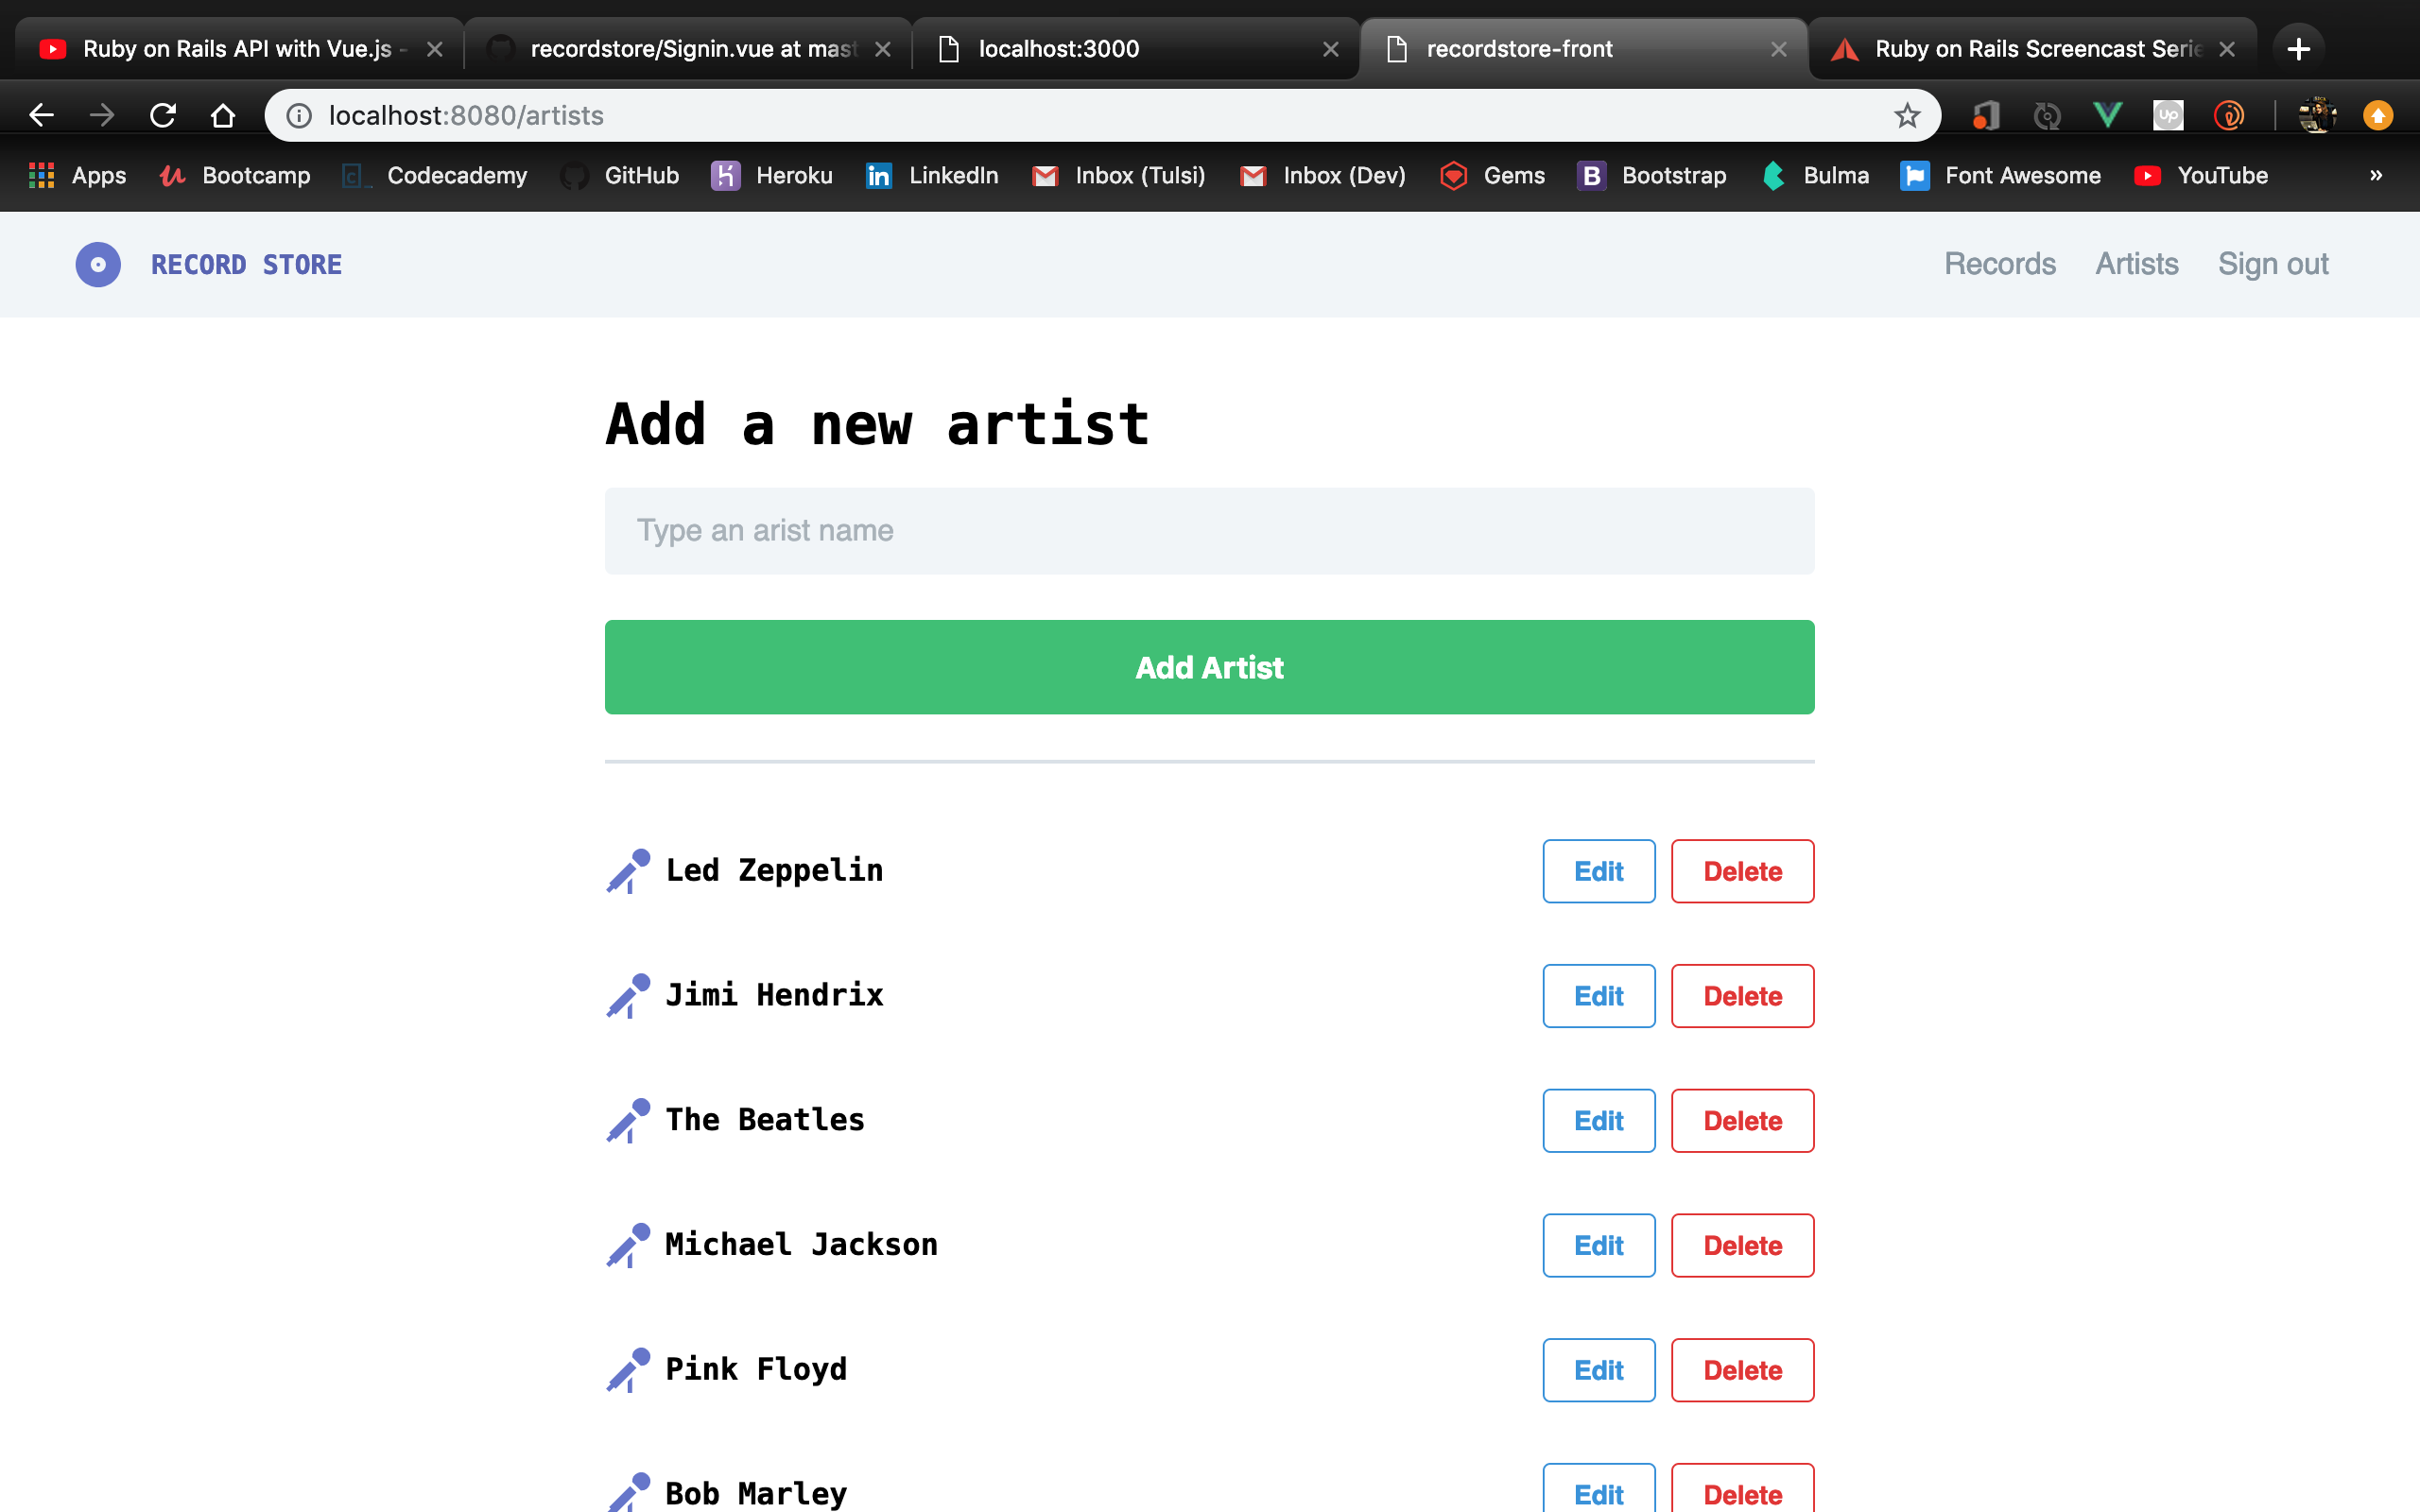 Ruby on Rails API with Vue.js -
recordstore/Signin.vue at mast
localhost:3000
recordstore-front
Ruby on Rails Screencast Serie
localhost:8080/artists
Apps
Bootcamp
Codecademy
GitHub
Heroku
LinkedIn
Inbox (Tulsi)
Inbox (Dev)
Gems
Bootstrap
Bulma
Font Awesome
YouTube
»
RECORD STORE
Records Artists Sign out
Add a new artist
Type an arist name
Add Artist
Led Zeppelin Edit Delete
Jimi Hendrix Edit Delete
The Beatles Edit Delete
Michael Jackson Edit Delete
Pink Floyd Edit Delete
Bob Marley Edit Delete